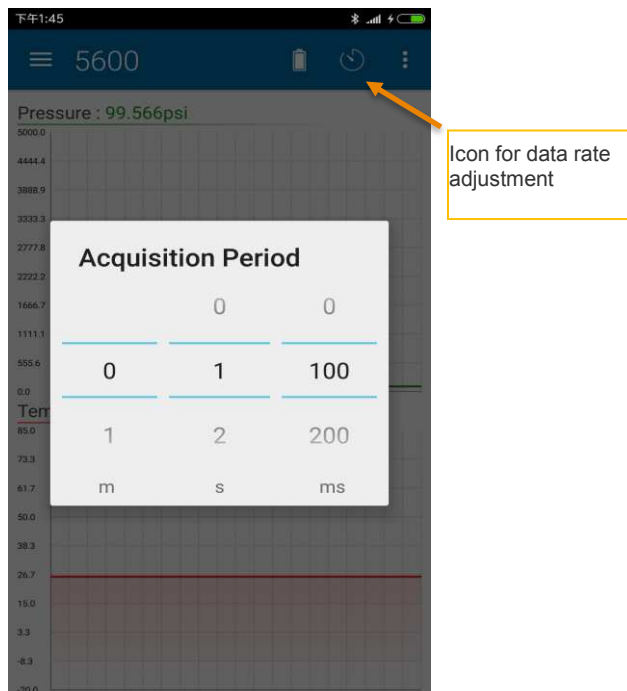 下午1:45
5600
Pressure : 99.566psi
5000.0
4444.4
3888.9
3333.3
2777.8
2222.2
1666.7
1111.1
555.6
0.0
Icon for data rate
adjustment
Acquisition Period
0 0
0 1 100
1 2 200
m s ms
Tem
85.0
73.3
61.7
50.0
38.3
26.7
15.0
3.3
-8.3
-20.0